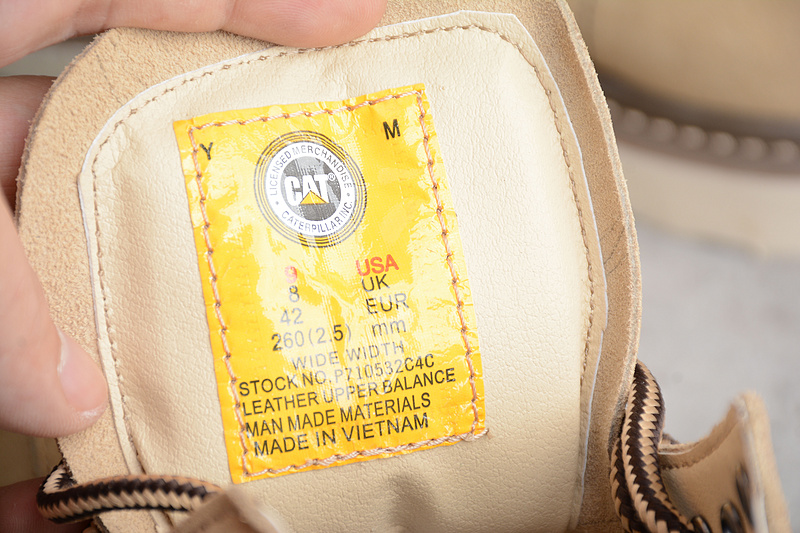 Y M
LICENSED MERCHANDISE
CAT®
CATERPILLAR INC.
9 USA
8 UK
42 EUR
260(2.5) mm
WIDE WIDTH
STOCK NO.P710532C4C
LEATHER UPPER BALANCE
MAN MADE MATERIALS
MADE IN VIETNAM